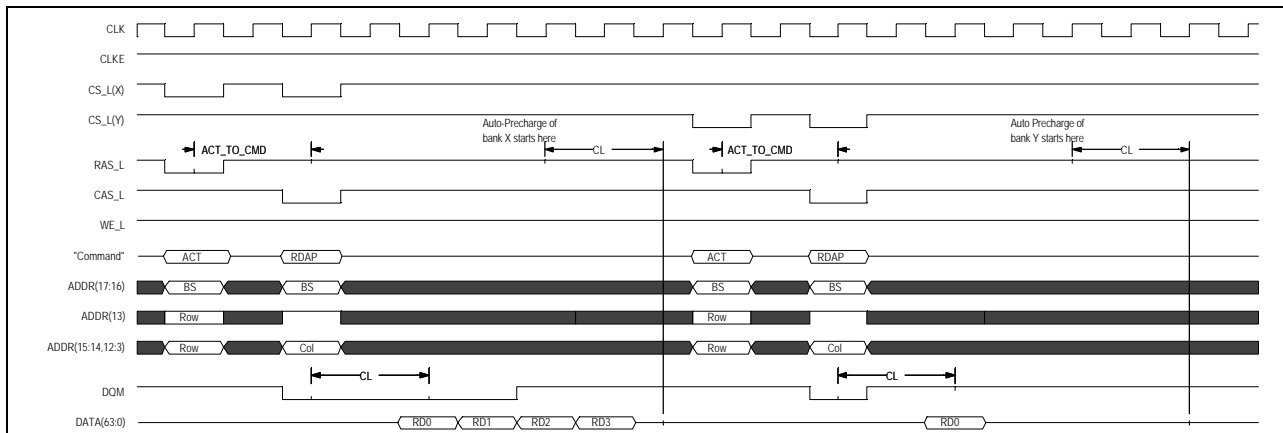 CLK
CLKE
CS_L(X)
CS_L(Y)
Auto-Precharge of
bank X starts here
Auto Precharge of
bank Y starts here
ACT_TO_CMD
CL
ACT_TO_CMD
CL
RAS_L
CAS_L
WE_L
"Command" ACT RDAP ACT RDAP
ADDR(17:16) BS BS BS BS
ADDR(13) Row Row
ADDR(15:14,12:3) Row Col Row Col
CL CL
DQM
DATA(63:0) RD0 RD1 RD2 RD3 RD0